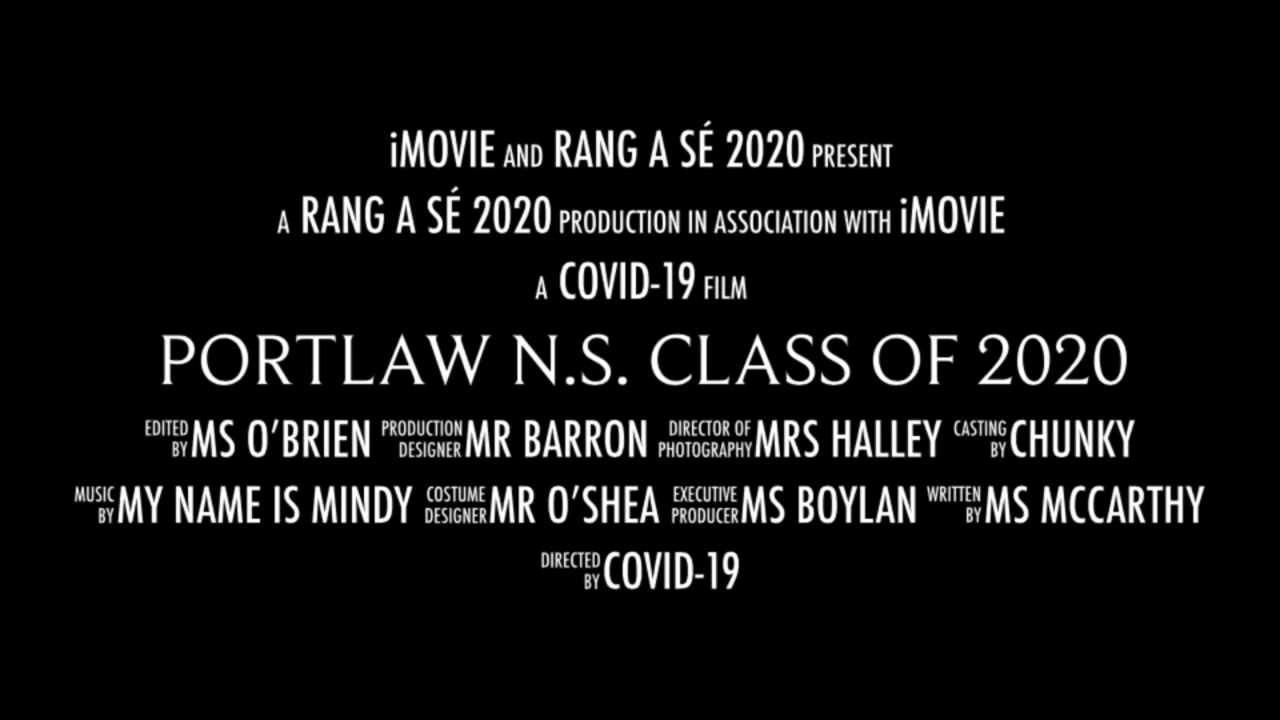 iMOVIE AND RANG A SÉ 2020 PRESENT
A RANG A SÉ 2020 PRODUCTION IN ASSOCIATION WITH iMOVIE
A COVID-19 FILM
PORTLAW N.S. CLASS OF 2020
EDITED BY MS O’BRIEN PRODUCTION DESIGNER MR BARRON DIRECTOR OF PHOTOGRAPHY MRS HALLEY CASTING BY CHUNKY
MUSIC BY MY NAME IS MINDY COSTUME DESIGNER MR O’SHEA EXECUTIVE PRODUCER MS BOYLAN WRITTEN BY MS MCCARTHY
DIRECTED BY COVID-19